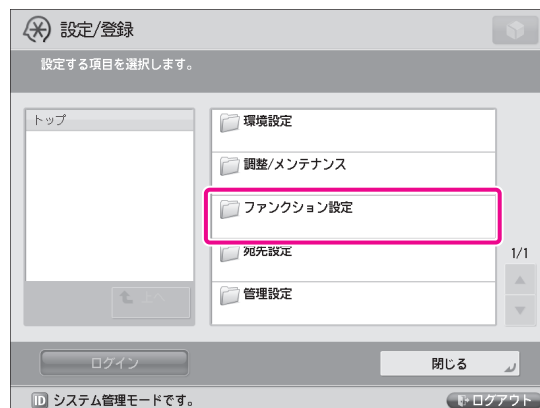 設定/登録
設定する項目を選択します。
トップ
環境設定
調整/メンテナンス
ファンクション設定
宛先設定
1/1
上へ
管理設定
ログイン
閉じる
ID システム管理モードです。
ログアウト